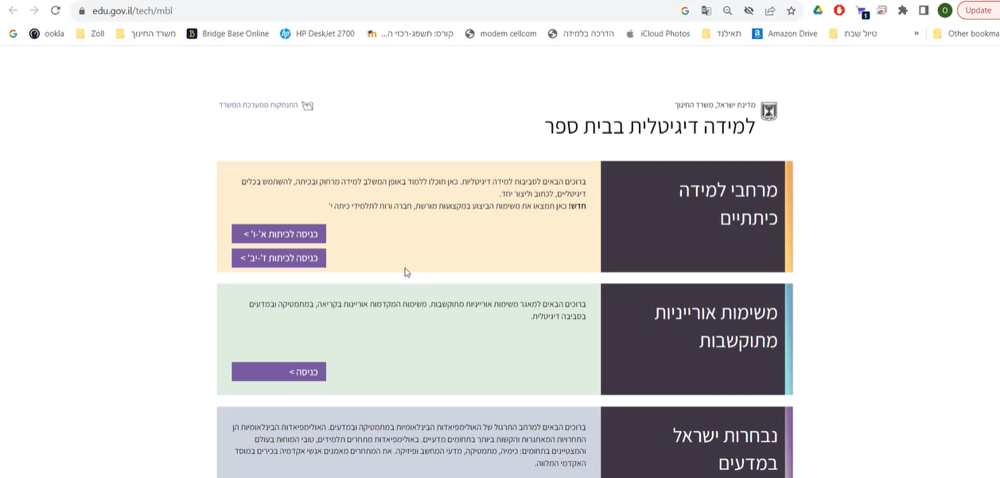 edu.gov.il/tech/mbl
Update
ookla
Zoll
משרד החינוך
Bridge Base Online
HP DeskJet 2700
קורס: תשפג-רכזי ה...
modem cellcom
הדרכה בלמידה
iCloud Photos
תאילנד
Amazon Drive
טיול שבת
»
Other bookma
מדינת ישראל, משרד החינוך
התנתקות ממערכת המשרד
למידה דיגיטלית בבית ספר
מרחבי למידה
כיתתיים
ברוכים הבאים לסביבות למידה דיגיטליות. כאן תוכלו ללמוד באופן המשלב למידה מרחוק ובכיתה, להשתמש בכלים
דיגיטליים, לכתוב וליצור יחד.
חדש! כאן תמצאו את משימות הביצוע במקצועות מורשת, חברה ורוח לתלמידי כיתה י'
כניסה לכיתות א'-ו' >
כניסה לכיתות ז'-יב' >
משימות אורייניות
מתוקשבות
ברוכים הבאים למאגר משימות אורייניות מתוקשבות. משימות המקדמות אוריינות בקריאה, במתמטיקה ובמדעים
בסביבה דיגיטלית.
כניסה >
נבחרות ישראל
במדעים
ברוכים הבאים למרחב התרגול של האולימפיאדות הבינלאומיות במתמטיקה ובמדעים. האולימפיאדות הבינלאומיות הן
התחרויות המאתגרות והקשות ביותר בתחומים מדעיים. באולימפיאדות מתחרים תלמידים, טובי המוחות בעולם
והמצטיינים בתחומים: כימיה, מתמטיקה, מדעי המחשב ופיזיקה. את המתחרים מאמנים אנשי אקדמיה בכירים במוסד
האקדמי המלווה.